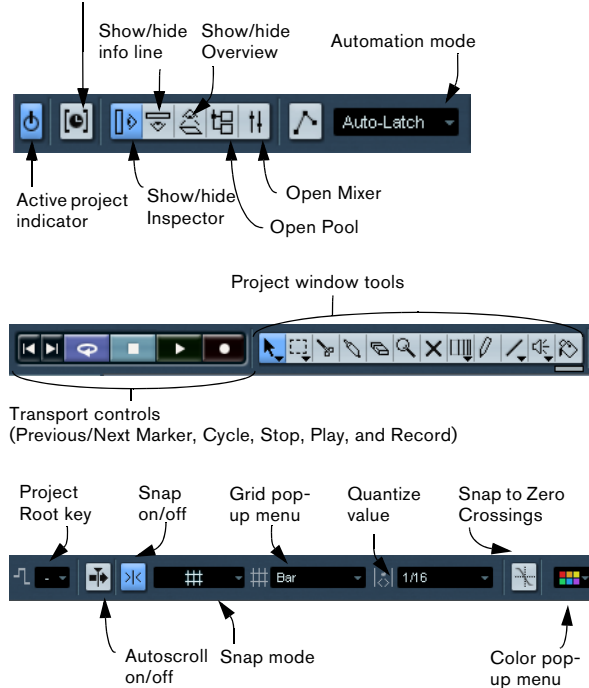 Show/hide
info line
Show/hide
Overview
Automation mode
Auto-Latch
Active project
indicator
Show/hide
Inspector
Open Mixer
Open Pool
Project window tools
Transport controls
(Previous/Next Marker, Cycle, Stop, Play, and Record)
Project
Root key
Snap
on/off
Grid pop-
up menu
Quantize
value
Snap to Zero
Crossings
-
Bar
1/16
Autoscroll
on/off
Snap mode
Color pop-
up menu